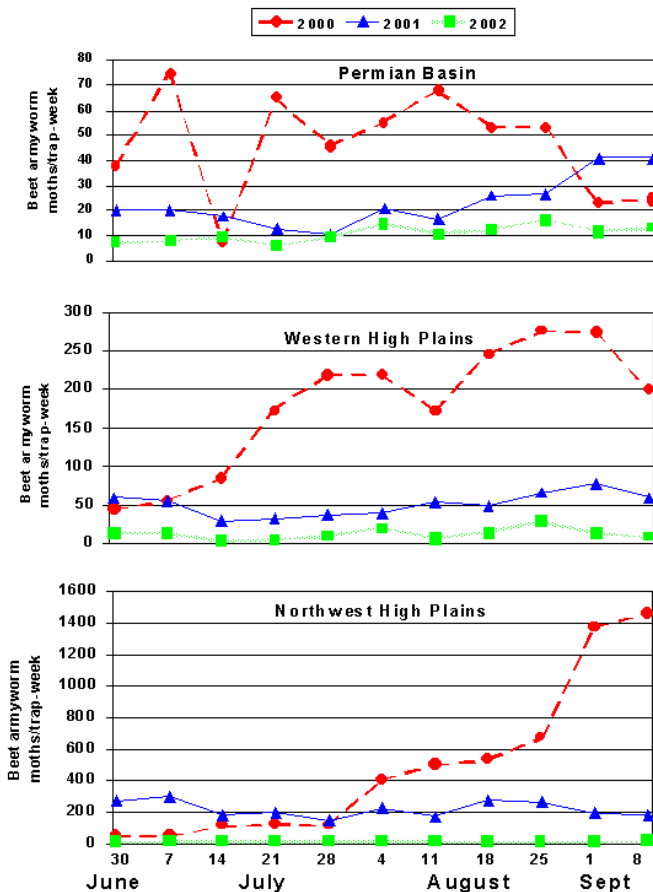 2000 2001 2002
Permian Basin
Beet armyworm
moths/trap-week
80
70
60
50
40
30
20
10
0
Western High Plains
Beet armyworm
moths/trap-week
300
250
200
150
100
50
0
Northwest High Plains
Beet armyworm
moths/trap-week
1600
1400
1200
1000
800
600
400
200
0
30 7 14 21 28 4 11 18 25 1 8
June July August Sept